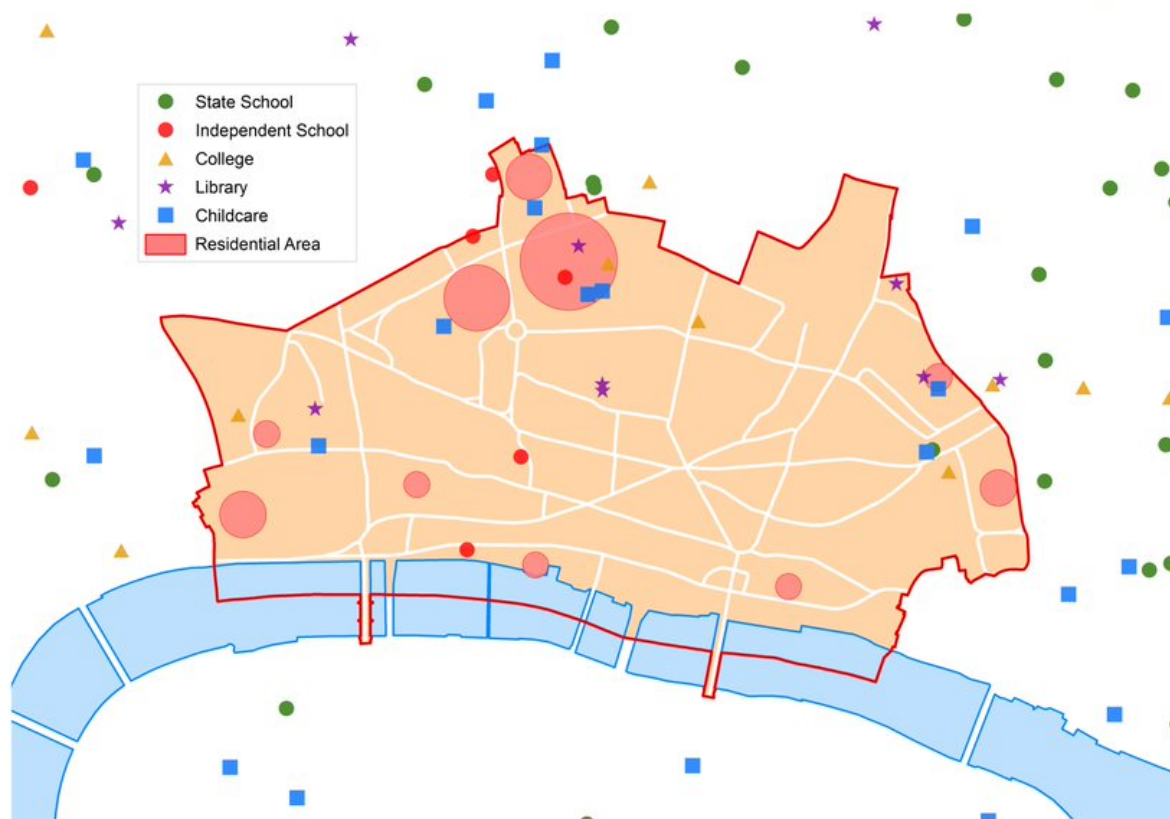 State School
Independent School
College
Library
Childcare
Residential Area